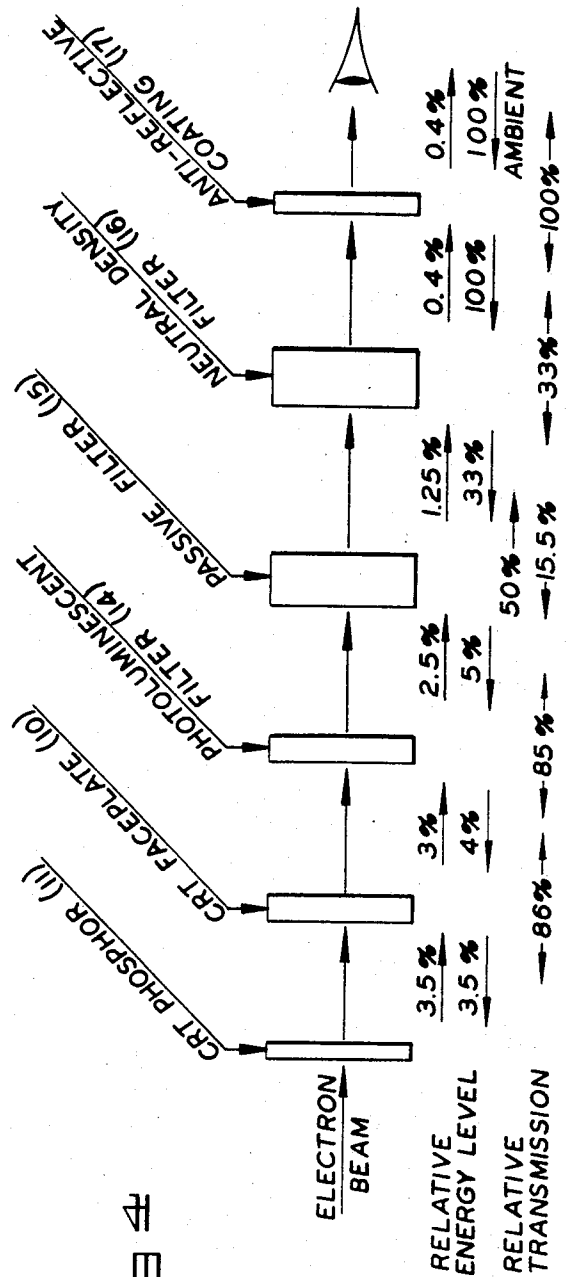 CRT PHOSPHOR (11)
CRT FACEPLATE (10)
PHOTOLUMINESCENT
FILTER (14)
PASSIVE FILTER (15)
NEUTRAL DENSITY
FILTER (16)
ANTI-REFLECTIVE
COATING (17)
ELECTRON
BEAM
RELATIVE
ENERGY LEVEL
3.5%
3.5%
3%
4%
2.5%
5%
1.25%
33%
0.4%
100%
0.4%
100%
AMBIENT
RELATIVE
TRANSMISSION
86%
85%
50%
15.5%
33%
100%